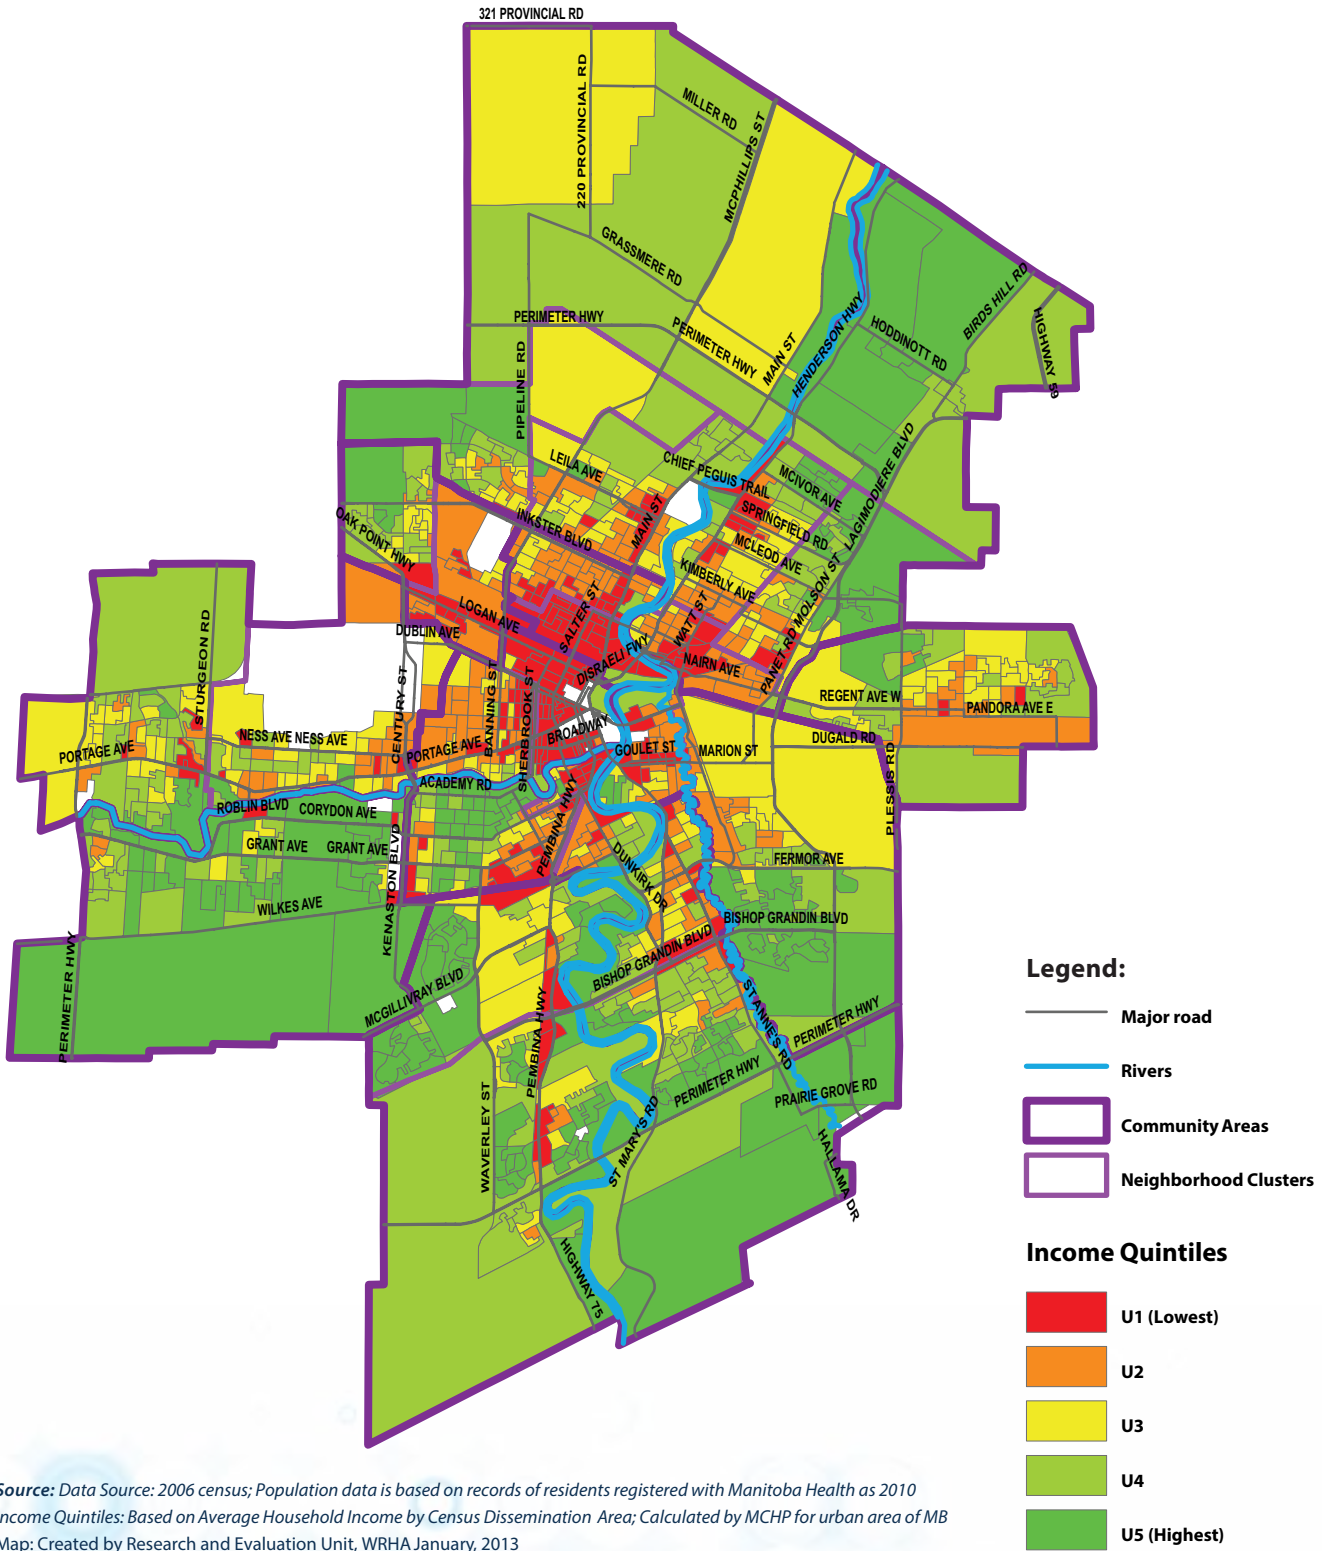 321 PROVINCIAL RD
220 PROVINCIAL RD
MILLER RD
MCPHILLIPS ST
GRASSMERE RD
PERIMETER HWY
PERIMETER HWY
MAIN ST
HENDERSON HWY
HODDINOTT RD
BIRDS HILL RD
HIGHWAY 59
PIPELINE RD
LEILA AVE
CHIEF PEGUIS TRAIL
MCIVOR AVE
LAGIMODIERE BLVD
OAK POINT HWY
INKSTER BLVD
MAIN ST
SPRINGFIELD RD
MCLEOD AVE
KIMBERLY AVE
MOLSON ST
LOGAN AVE
SALTER ST
WATT ST
STURGEON RD
DUBLIN AVE
DISRAELI FWY
NAIRN AVE
PANET RD
CENTURY ST
BANNING ST
SHERBROOK ST
REGENT AVE W
PANDORA AVE E
PORTAGE AVE
NESS AVE
NESS AVE
PORTAGE AVE
BROADWAY
GOULET ST
MARION ST
DUGALD RD
PLESSIS RD
ACADEMY RD
ROBLIN BLVD
CORYDON AVE
PEMBINA HWY
GRANT AVE
GRANT AVE
KENASTON BLVD
DUNKIRK DR
FERMOR AVE
WILKES AVE
BISHOP GRANDIN BLVD
BISHOP GRANDIN BLVD
PERIMETER HWY
MCGILLIVRAY BLVD
PEMBINA HWY
ST ANNE'S RD
PERIMETER HWY
PERIMETER HWY
WAVERLEY ST
ST MARY'S RD
PRAIRIE GROVE RD
HALLAMA DR
HIGHWAY 75
Legend:
Major road
Rivers
Community Areas
Neighborhood Clusters
Income Quintiles
U1 (Lowest)
U2
U3
U4
U5 (Highest)
Source: Data Source: 2006 census; Population data is based on records of residents registered with Manitoba Health as 2010
ncome Quintiles: Based on Average Household Income by Census Dissemination Area; Calculated by MCHP for urban area of MB
Map: Created by Research and Evaluation Unit, WRHA January, 2013